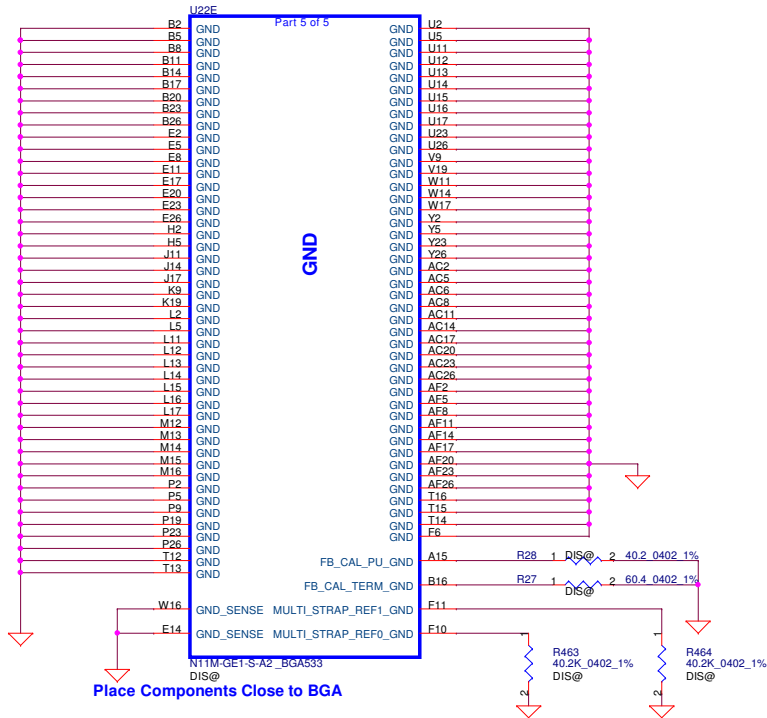 U22E
Part 5 of 5
B2 GND GND U2
B5 GND GND U5
B8 GND GND U11
B11 GND GND U12
B14 GND GND U13
B17 GND GND U14
B20 GND GND U15
B23 GND GND U16
B26 GND GND U17
E2 GND GND U23
E5 GND GND U26
E8 GND GND V9
E11 GND GND V19
E17 GND GND W11
E20 GND GND W14
E23 GND GND W17
E26 GND GND Y2
H2 GND GND Y5
H5 GND GND Y23
J11 GND GND Y26
J14 GND GND AC2
J17 GND GND AC5
K9 GND GND AC6
K19 GND GND AC8
L2 GND GND AC11
L5 GND GND AC14
L11 GND GND AC17
L12 GND GND AC20
L13 GND GND AC23
L14 GND GND AC26
L15 GND GND AF2
L16 GND GND AF5
L17 GND GND AF8
M12 GND GND AF11
M13 GND GND AF14
M14 GND GND AF17
M15 GND GND AF20
M16 GND GND AF23
P2 GND GND AF26
P5 GND GND T16
P9 GND GND T15
P19 GND GND T14
P23 GND GND F6
P26 GND
T12 GND FB_CAL_PU_GND A15 R28 1 DIS@ 2 40.2_0402_1%
T13 GND
FB_CAL_TERM_GND B16 R27 1 DIS@ 2 60.4_0402_1%
W16 GND_SENSE MULTI_STRAP_REF1_GND F11
E14 GND_SENSE MULTI_STRAP_REF0_GND F10
GND
1 R463 40.2K_0402_1% DIS@ 2
1 R464 40.2K_0402_1% DIS@ 2
N11M-GE1-S-A2 _BGA533
DIS@
Place Components Close to BGA